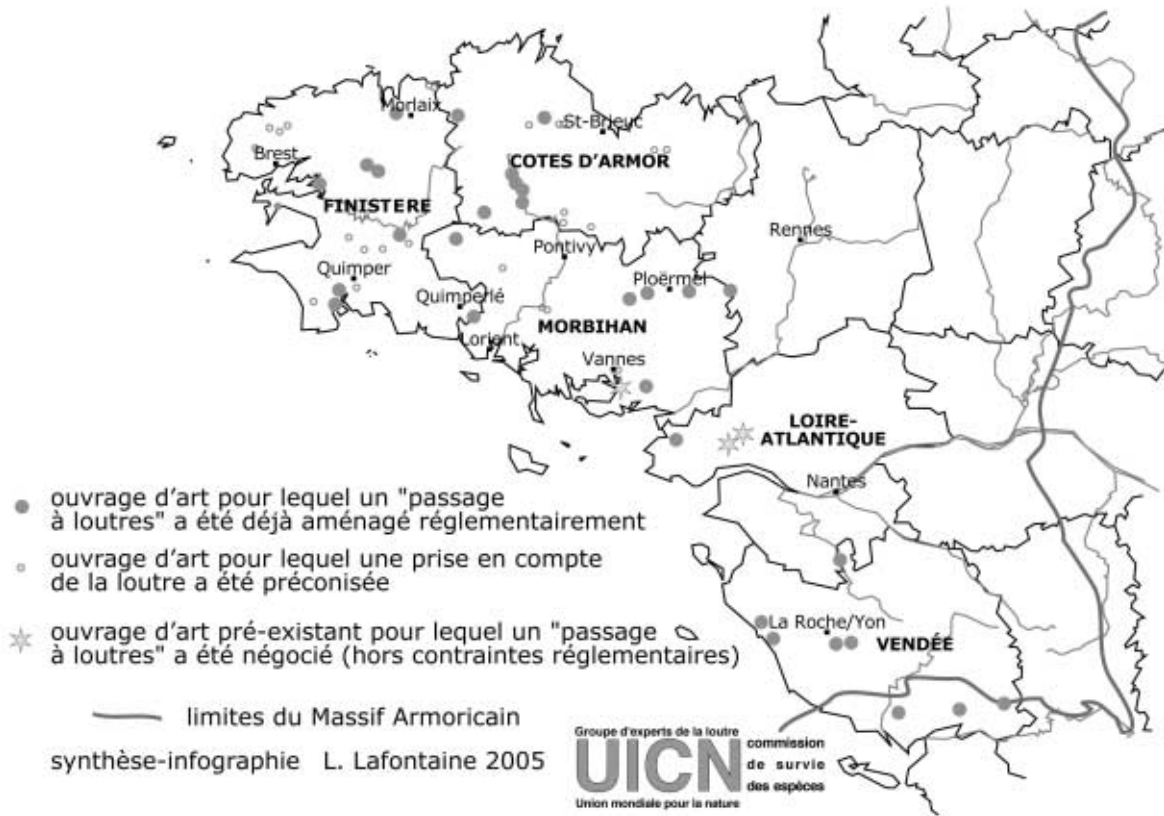 Morlaix
St-Brieuc
Brest
COTES D'ARMOR
FINISTERE
Rennes
Pontivy
Quimper
Ploërmel
Quimperlé
MORBIHAN
Lorient
Vannes
LOIRE-
ATLANTIQUE
Nantes
La Roche/Yon
VENDÉE
ouvrage d'art pour lequel un "passage
à loutres" a été déjà aménagé réglementairement
ouvrage d'art pour lequel une prise en compte
de la loutre a été préconisée
ouvrage d'art pré-existant pour lequel un "passage
à loutres" a été négocié (hors contraintes réglementaires)
limites du Massif Armoricain
synthèse-infographie L. Lafontaine 2005
Groupe d'experts de la loutre
UICN
commission
de survie
des espèces
Union mondiale pour la nature